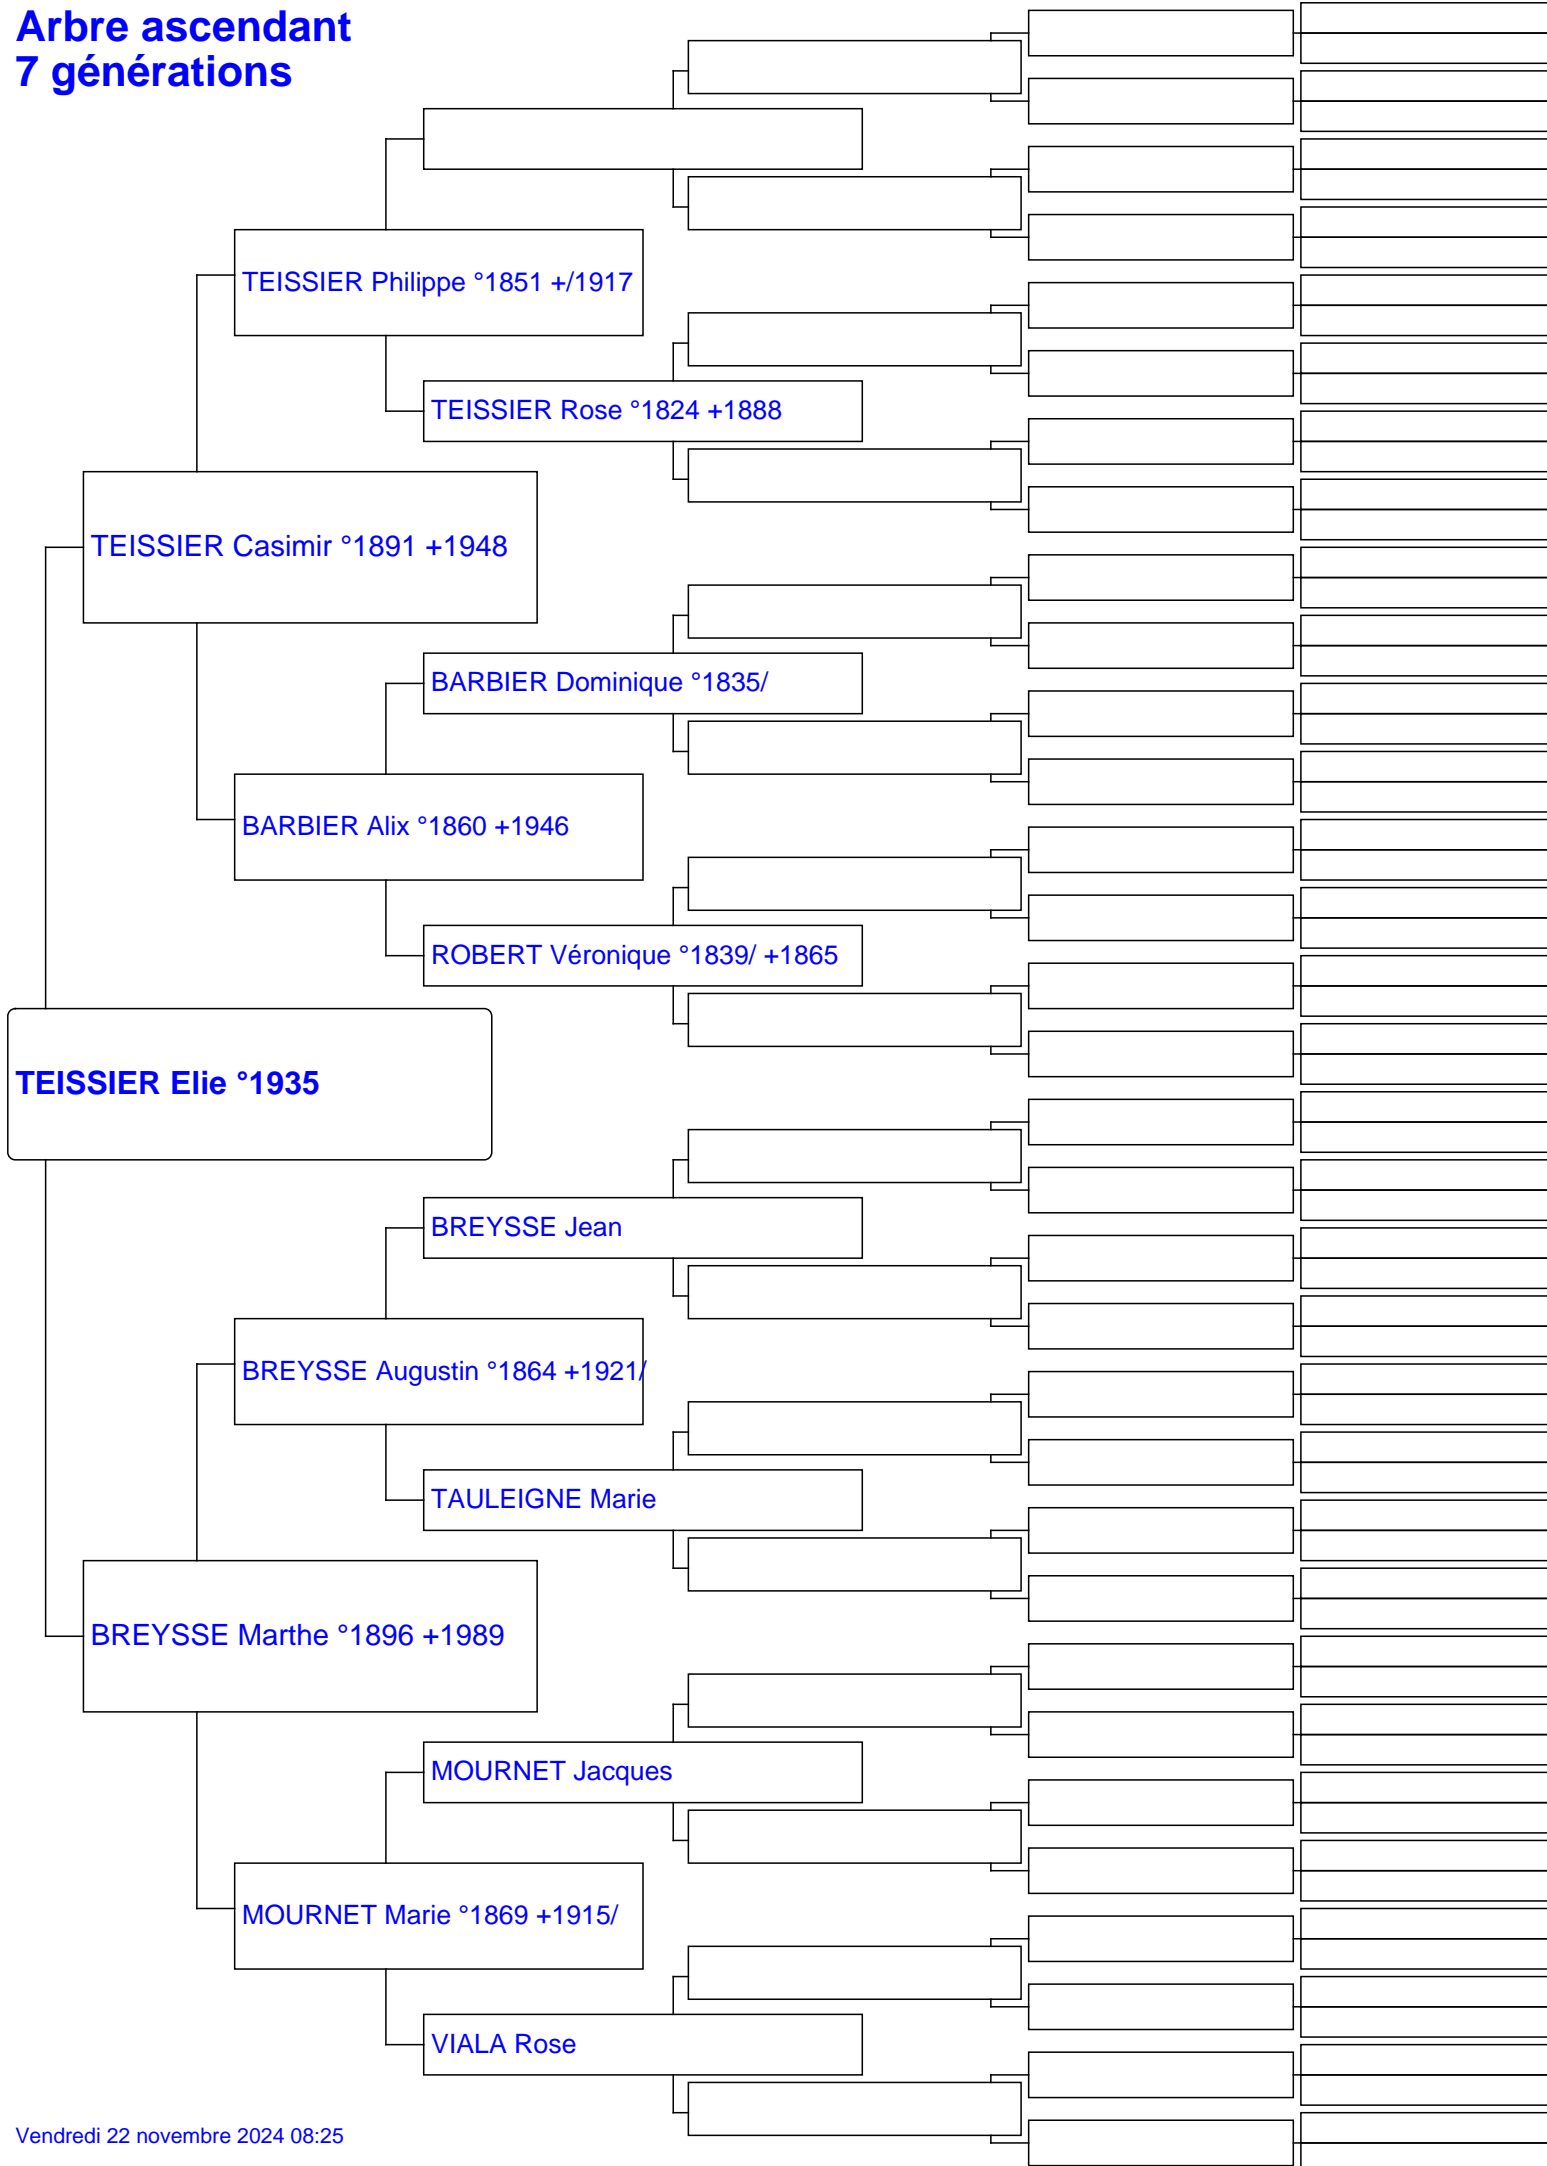 Arbre ascendant
7 générations
TEISSIER Philippe °1851 +/1917
TEISSIER Rose °1824 +1888
TEISSIER Casimir °1891 +1948
BARBIER Dominique °1835/
BARBIER Alix °1860 +1946
ROBERT Véronique °1839/ +1865
TEISSIER Elie °1935
BREYSSE Jean
BREYSSE Augustin °1864 +1921/
TAULEIGNE Marie
BREYSSE Marthe °1896 +1989
MOURNET Jacques
MOURNET Marie °1869 +1915/
VIALA Rose
Vendredi 22 novembre 2024 08:25